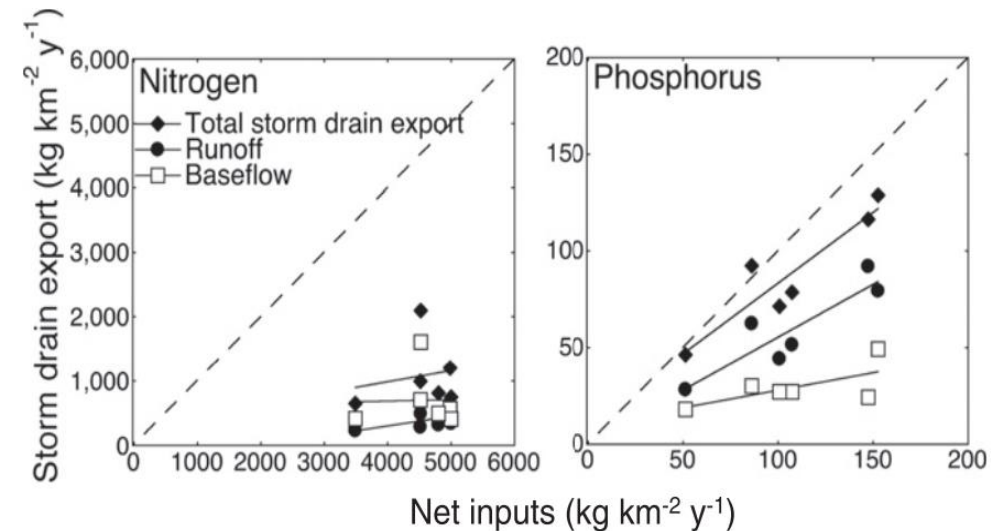 Storm drain export (kg km-2 y-1)
6,000
5,000
4,000
3,000
2,000
1,000
0
Nitrogen
Total storm drain export
Runoff
Baseflow
0 1000 2000 3000 4000 5000 6000
200
150
100
50
0
Phosphorus
0 50 100 150 200
Net inputs (kg km-2 y-1)